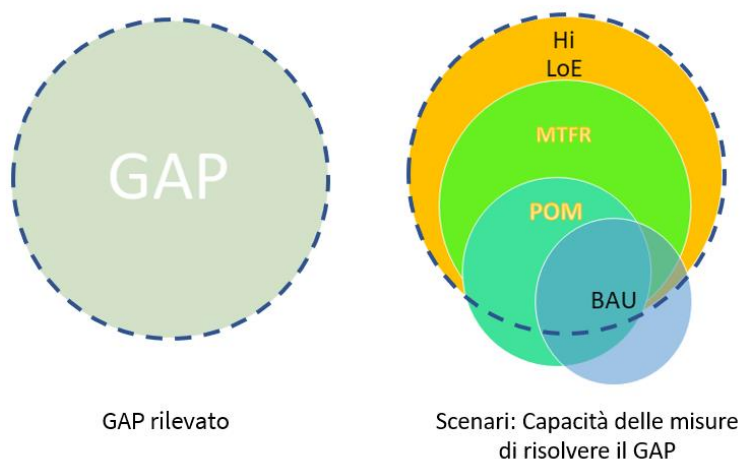 GAP
GAP rilevato
Hi
LoE
MTFR
POM
BAU
Scenari: Capacità delle misure
di risolvere il GAP